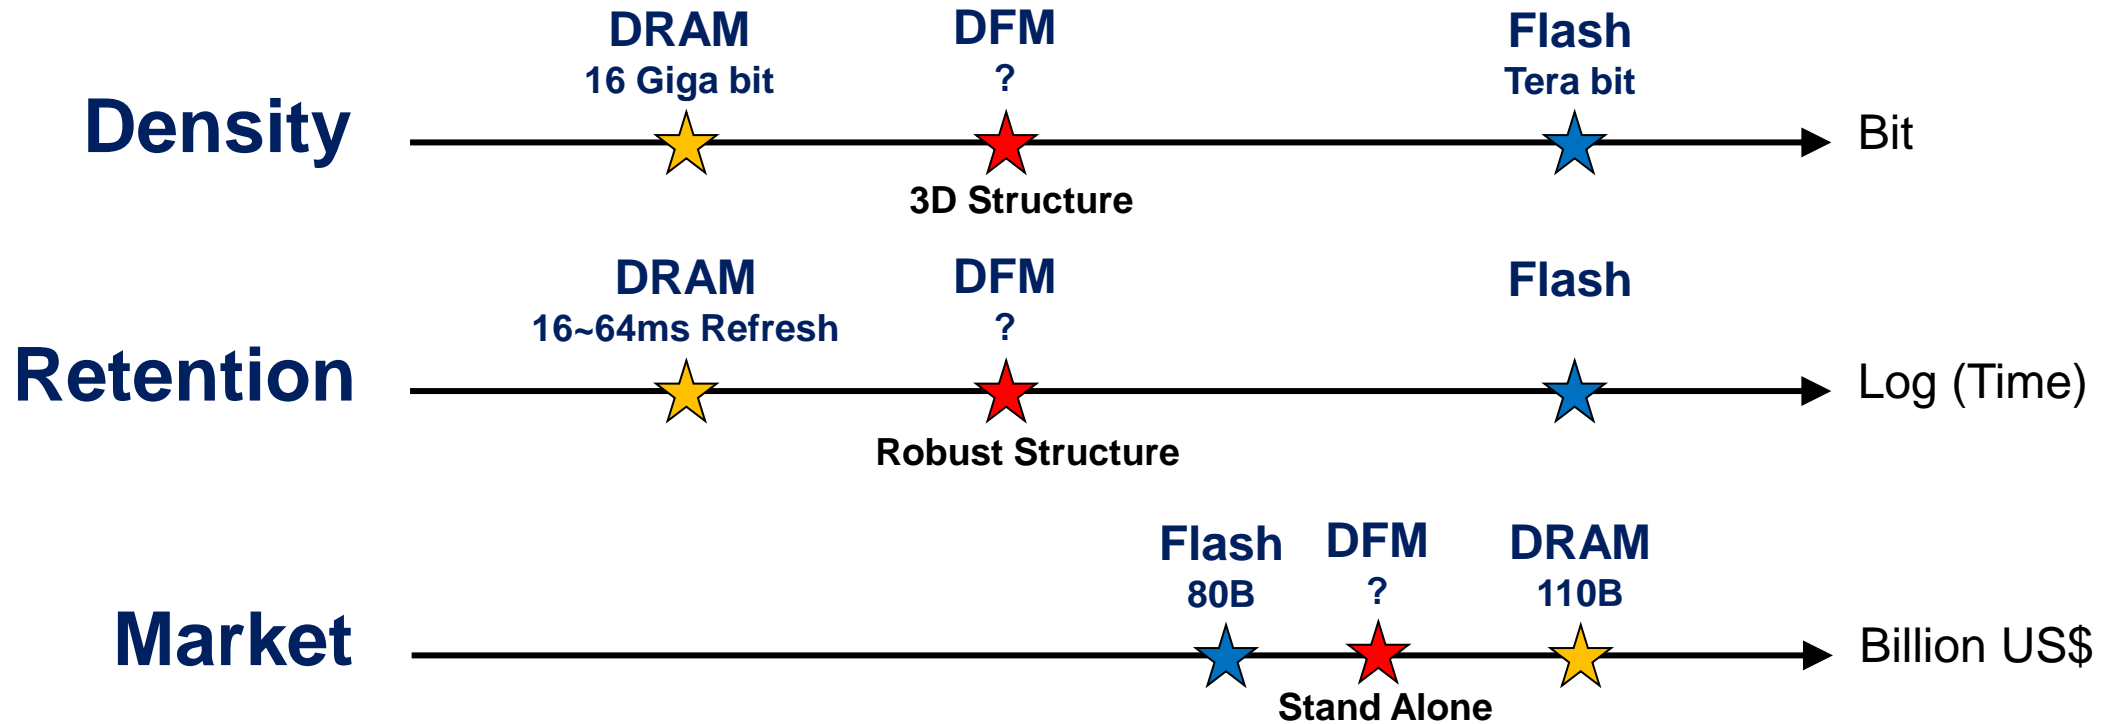 DRAM
16 Giga bit
DFM
?
Flash
Tera bit
Density
Bit
3D Structure
DRAM
16~64ms Refresh
DFM
?
Flash
Retention
Log (Time)
Robust Structure
Flash
80B
DFM
?
DRAM
110B
Market
Billion US$
Stand Alone